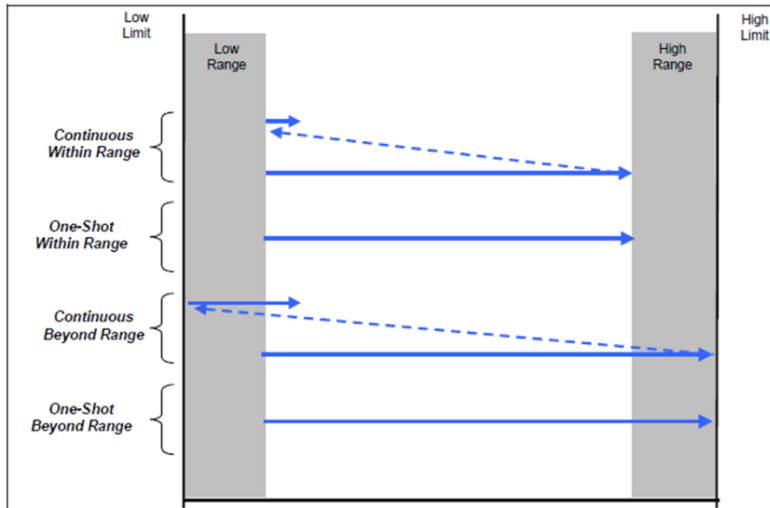 Low
Limit
High
Limit
Low
Range
High
Range
Continuous
Within Range
One-Shot
Within Range
Continuous
Beyond Range
One-Shot
Beyond Range